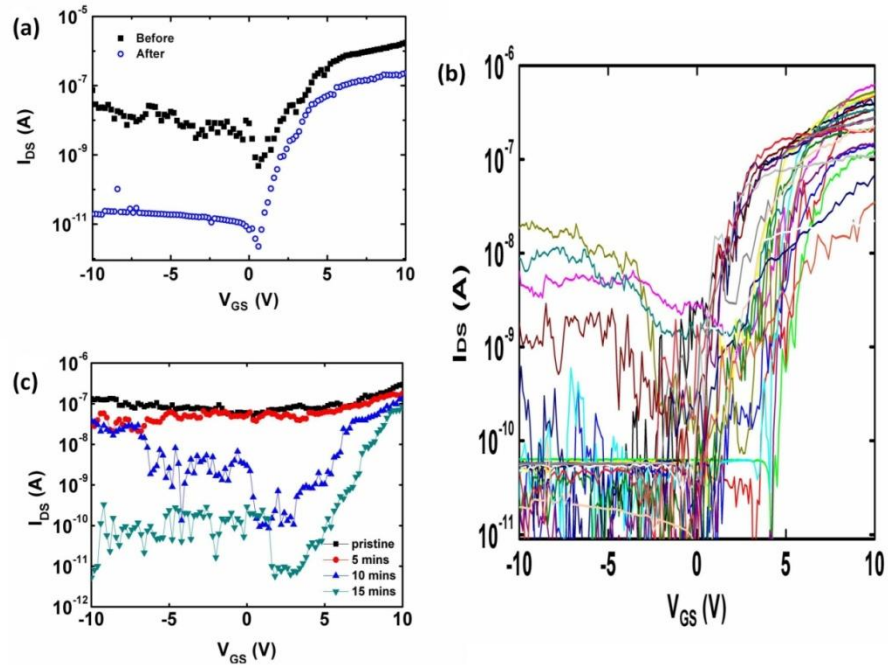 (a)
10⁻⁵
10⁻⁷
10⁻⁹
10⁻¹¹
I_DS (A)
Before
After
-10 -5 0 5 10
V_GS (V)
(b)
10⁻⁶
10⁻⁷
10⁻⁸
10⁻⁹
10⁻¹⁰
10⁻¹¹
I_DS (A)
-10 -5 0 5 10
V_GS (V)
(c)
10⁻⁶
10⁻⁷
10⁻⁸
10⁻⁹
10⁻¹⁰
10⁻¹¹
10⁻¹²
I_DS (A)
pristine
5 mins
10 mins
15 mins
-10 -5 0 5 10
V_GS (V)